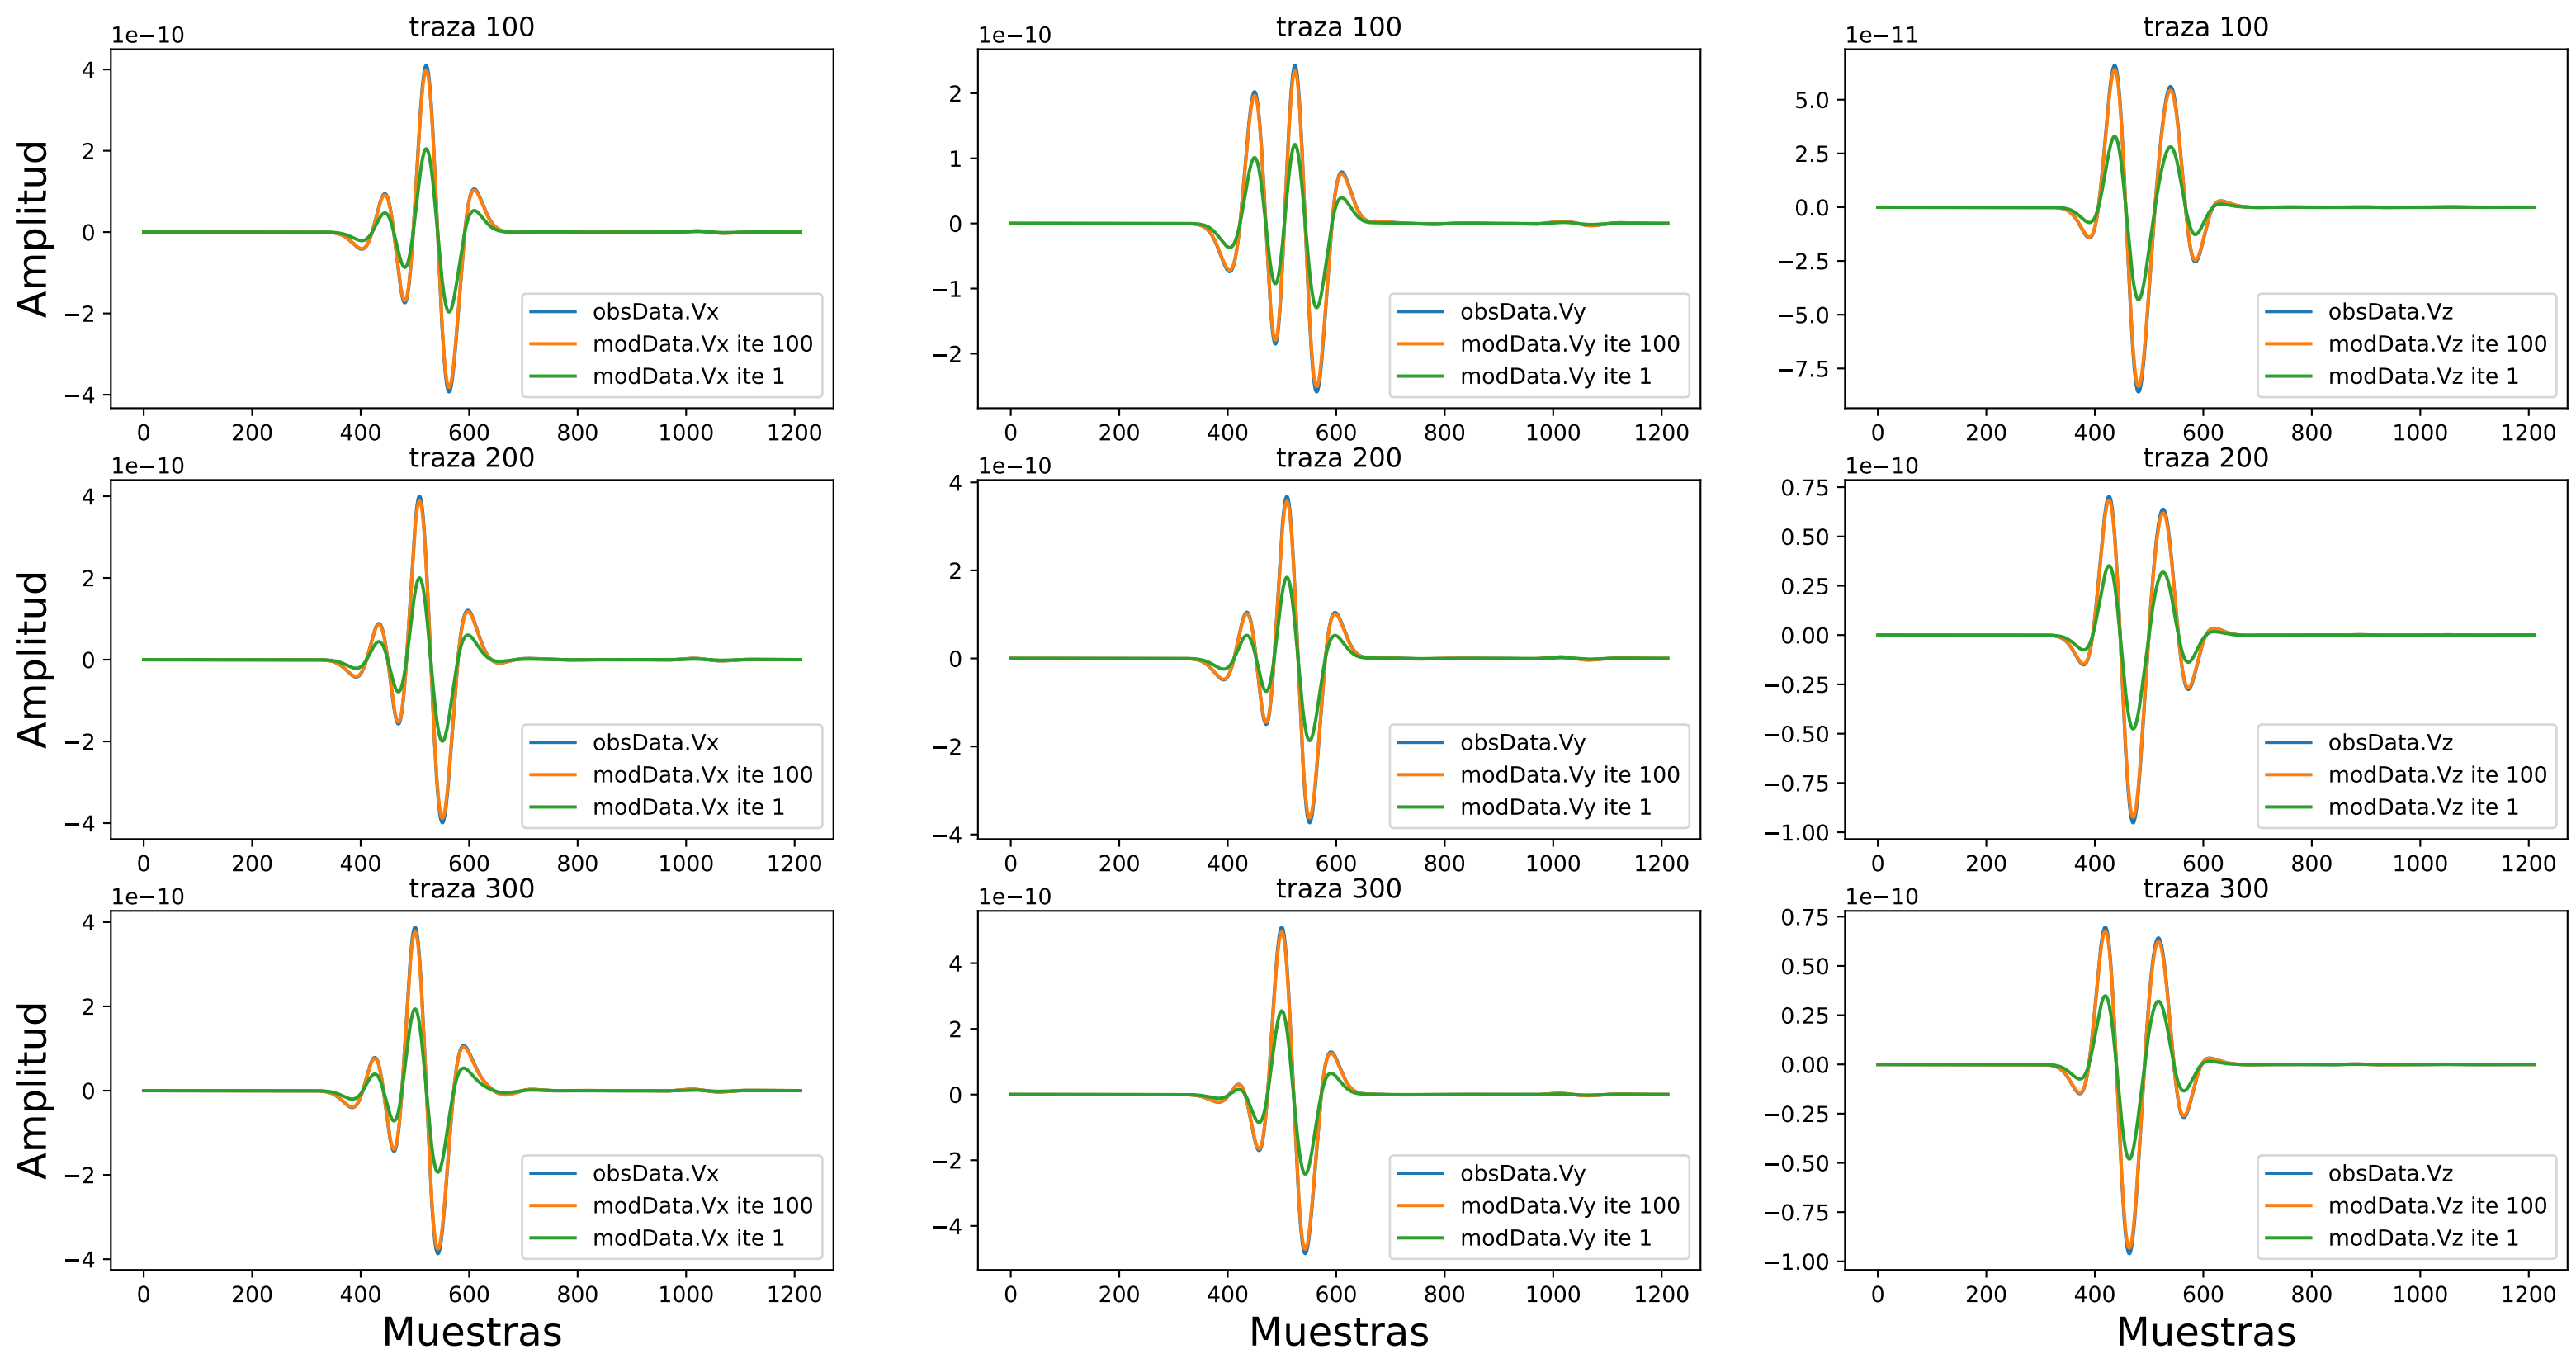 traza 100
1e−10
4
2
0
−2
−4
Amplitud
obsData.Vx
modData.Vx ite 100
modData.Vx ite 1
0 200 400 600 800 1000 1200
traza 100
1e−10
2
1
0
−1
−2
obsData.Vy
modData.Vy ite 100
modData.Vy ite 1
0 200 400 600 800 1000 1200
traza 100
1e−11
5.0
2.5
0.0
−2.5
−5.0
−7.5
obsData.Vz
modData.Vz ite 100
modData.Vz ite 1
0 200 400 600 800 1000 1200
traza 200
1e−10
4
2
0
−2
−4
Amplitud
obsData.Vx
modData.Vx ite 100
modData.Vx ite 1
0 200 400 600 800 1000 1200
traza 200
1e−10
4
2
0
−2
−4
obsData.Vy
modData.Vy ite 100
modData.Vy ite 1
0 200 400 600 800 1000 1200
traza 200
1e−10
0.75
0.50
0.25
0.00
−0.25
−0.50
−0.75
−1.00
obsData.Vz
modData.Vz ite 100
modData.Vz ite 1
0 200 400 600 800 1000 1200
traza 300
1e−10
4
2
0
−2
−4
Amplitud
obsData.Vx
modData.Vx ite 100
modData.Vx ite 1
0 200 400 600 800 1000 1200
Muestras
traza 300
1e−10
4
2
0
−2
−4
obsData.Vy
modData.Vy ite 100
modData.Vy ite 1
0 200 400 600 800 1000 1200
Muestras
traza 300
1e−10
0.75
0.50
0.25
0.00
−0.25
−0.50
−0.75
−1.00
obsData.Vz
modData.Vz ite 100
modData.Vz ite 1
0 200 400 600 800 1000 1200
Muestras